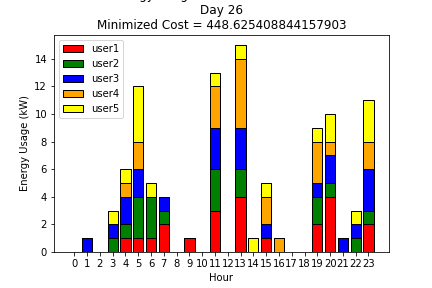 Day 26
Minimized Cost = 448.625408844157903
user1
user2
user3
user4
user5
Energy Usage (kW)
14
12
10
8
6
4
2
0
0 1 2 3 4 5 6 7 8 9 10 11 12 13 14 15 16 17 18 19 20 21 22 23
Hour